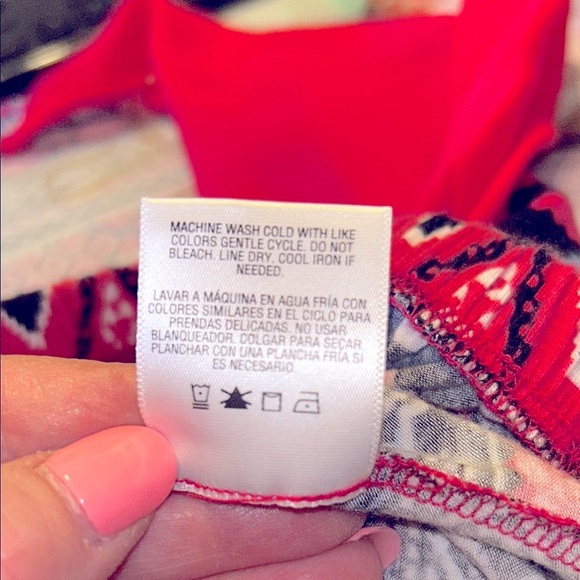 MACHINE WASH COLD WITH LIKE
COLORS GENTLE CYCLE. DO NOT
BLEACH. LINE DRY. COOL IRON IF
NEEDED.
LAVAR A MÁQUINA EN AGUA FRÍA CON
COLORES SIMILARES EN EL CICLO PARA
PRENDAS DELICADAS. NO USAR
BLANQUEADOR. COLGAR PARA SEÇAR.
PLANCHAR CON UNA PLANCHA FRÍA SI
ES NECESARIO